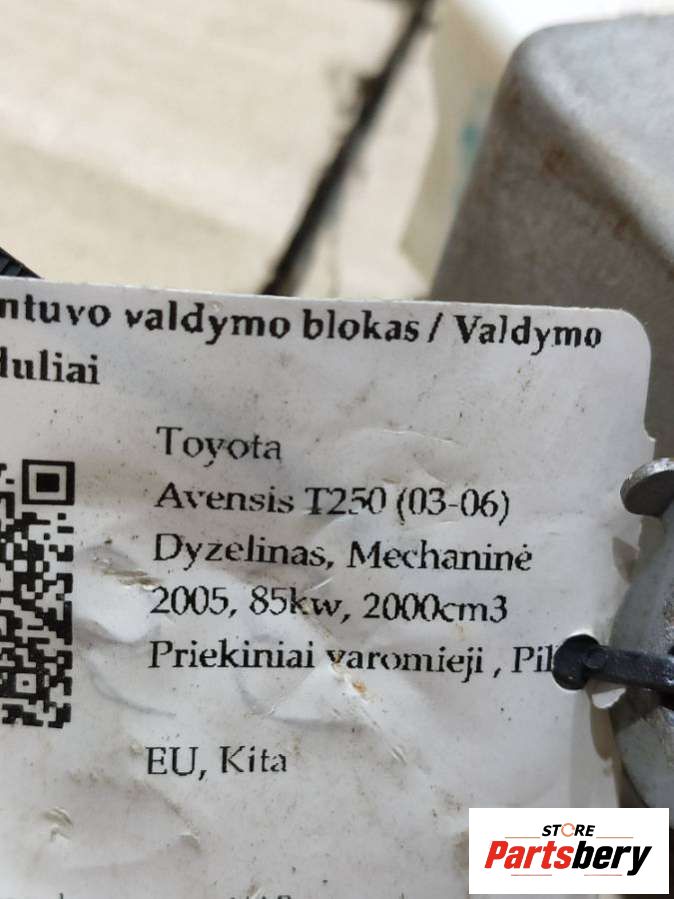 ntuvo valdymo blokas / Valdymo
duliai
Toyota
Avensis T250 (03-06)
Dyzelinas, Mechaninė
2005, 85kw, 2000cm3
Priekiniai varomieji , Pil
EU, Kita
STORE
Partsbery